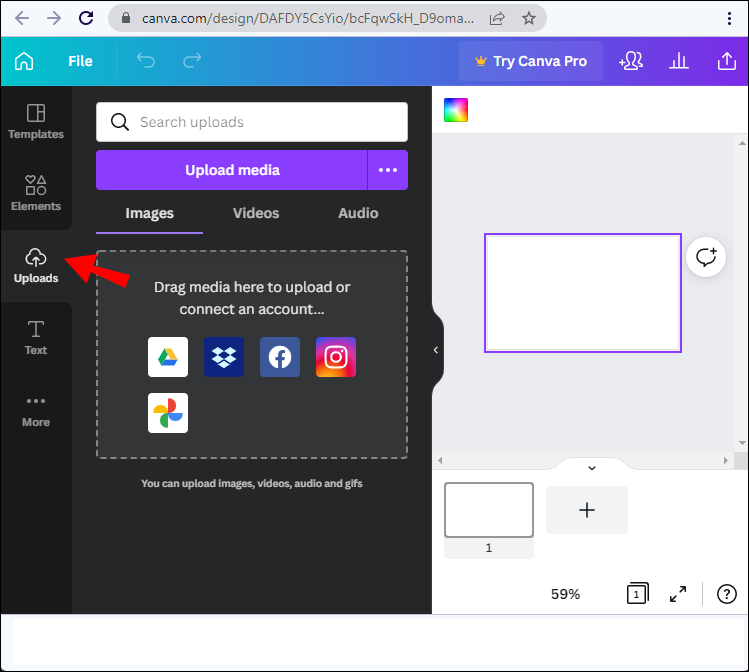 canva.com/design/DAFDY5CsYio/bcFqwSkH_D9oma...
File
Try Canva Pro
Templates
Elements
Uploads
Text
More
Search uploads
Upload media
Images Videos Audio
Drag media here to upload or
connect an account...
You can upload images, videos, audio and gifs
1
59%
1
?